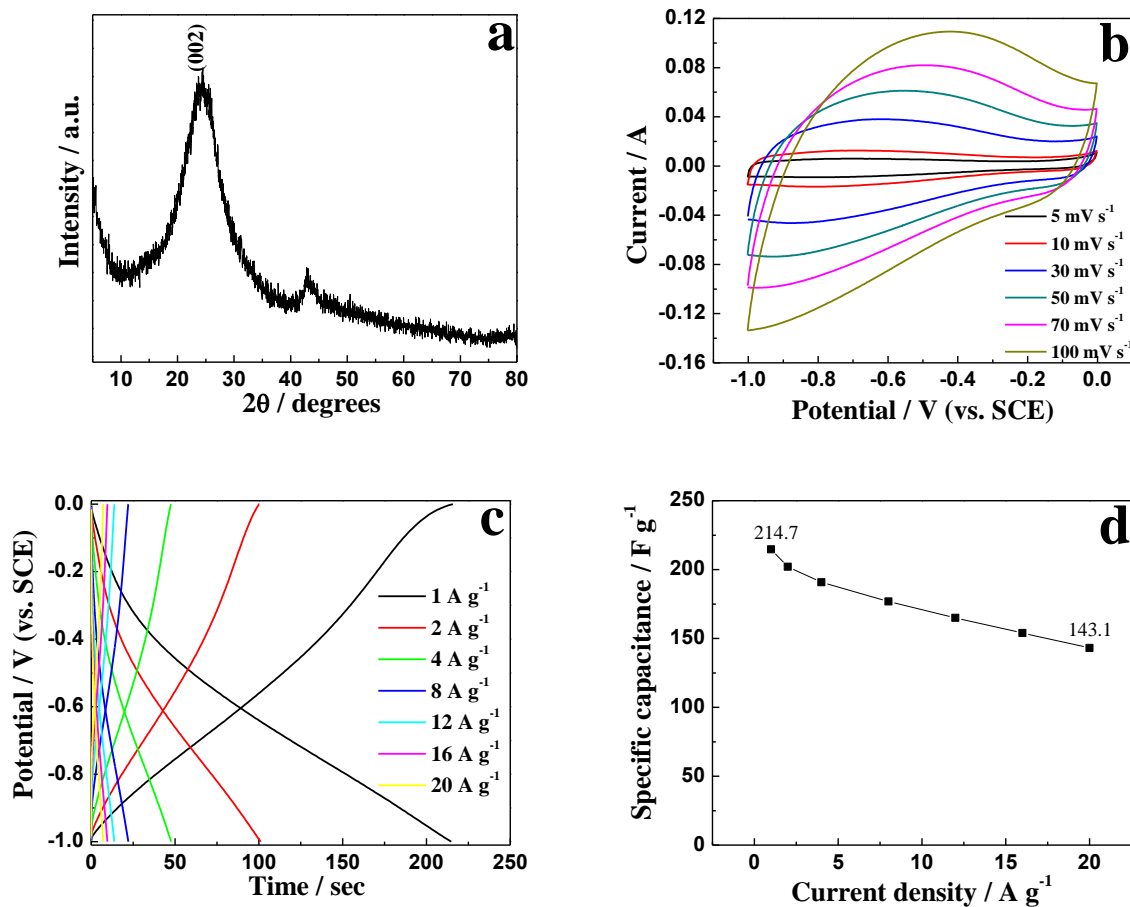 a
(002)
Intensity / a.u.
10 20 30 40 50 60 70 80
2θ / degrees
b
0.12
0.08
0.04
0.00
-0.04
-0.08
-0.12
-0.16
Current / A
5 mV s⁻¹
10 mV s⁻¹
30 mV s⁻¹
50 mV s⁻¹
70 mV s⁻¹
100 mV s⁻¹
-1.0 -0.8 -0.6 -0.4 -0.2 0.0
Potential / V (vs. SCE)
c
0.0
-0.2
-0.4
-0.6
-0.8
-1.0
Potential / V (vs. SCE)
1 A g⁻¹
2 A g⁻¹
4 A g⁻¹
8 A g⁻¹
12 A g⁻¹
16 A g⁻¹
20 A g⁻¹
0 50 100 150 200 250
Time / sec
d
250
200
150
100
50
0
Specific capacitance / F g⁻¹
214.7
143.1
0 5 10 15 20
Current density / A g⁻¹